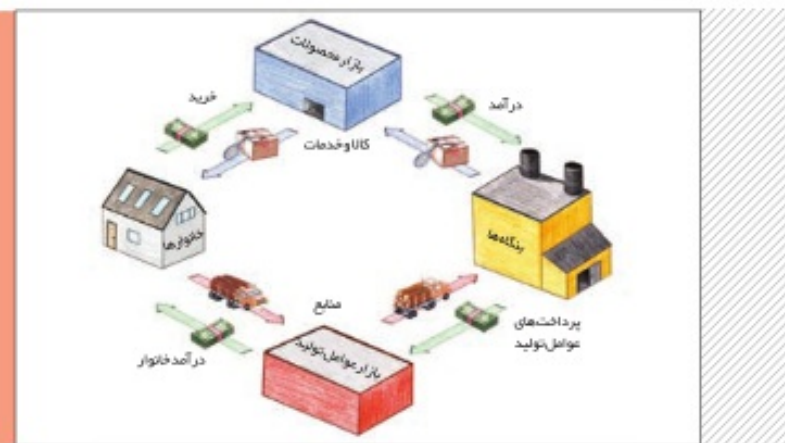 بازار محصولات
خرید
درآمد
کالا و خدمات
خانوارها
بنگاه‌ها
منابع
پرداخت‌های
عوامل تولید
بازار عوامل تولید
درآمد خانوار